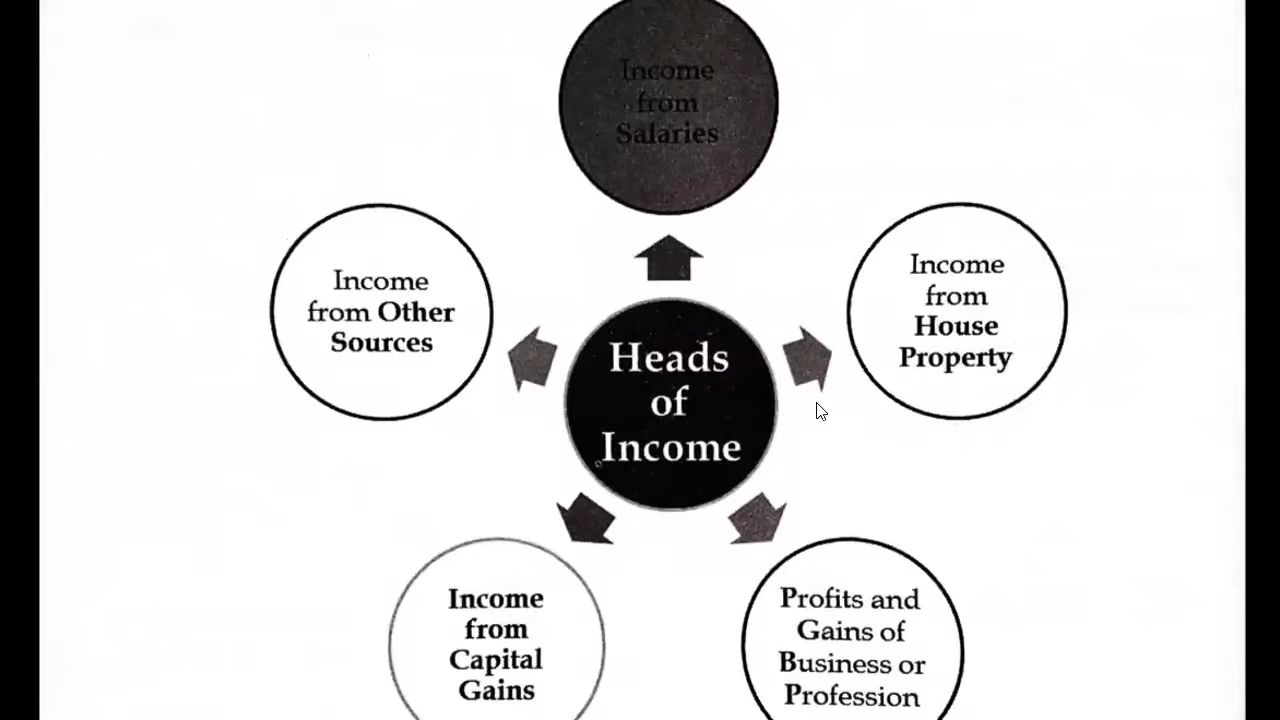 Income
from
Salaries
Income
from Other
Sources
Heads
of
Income
Income
from
House
Property
Income
from
Capital
Gains
Profits and
Gains of
Business or
Profession